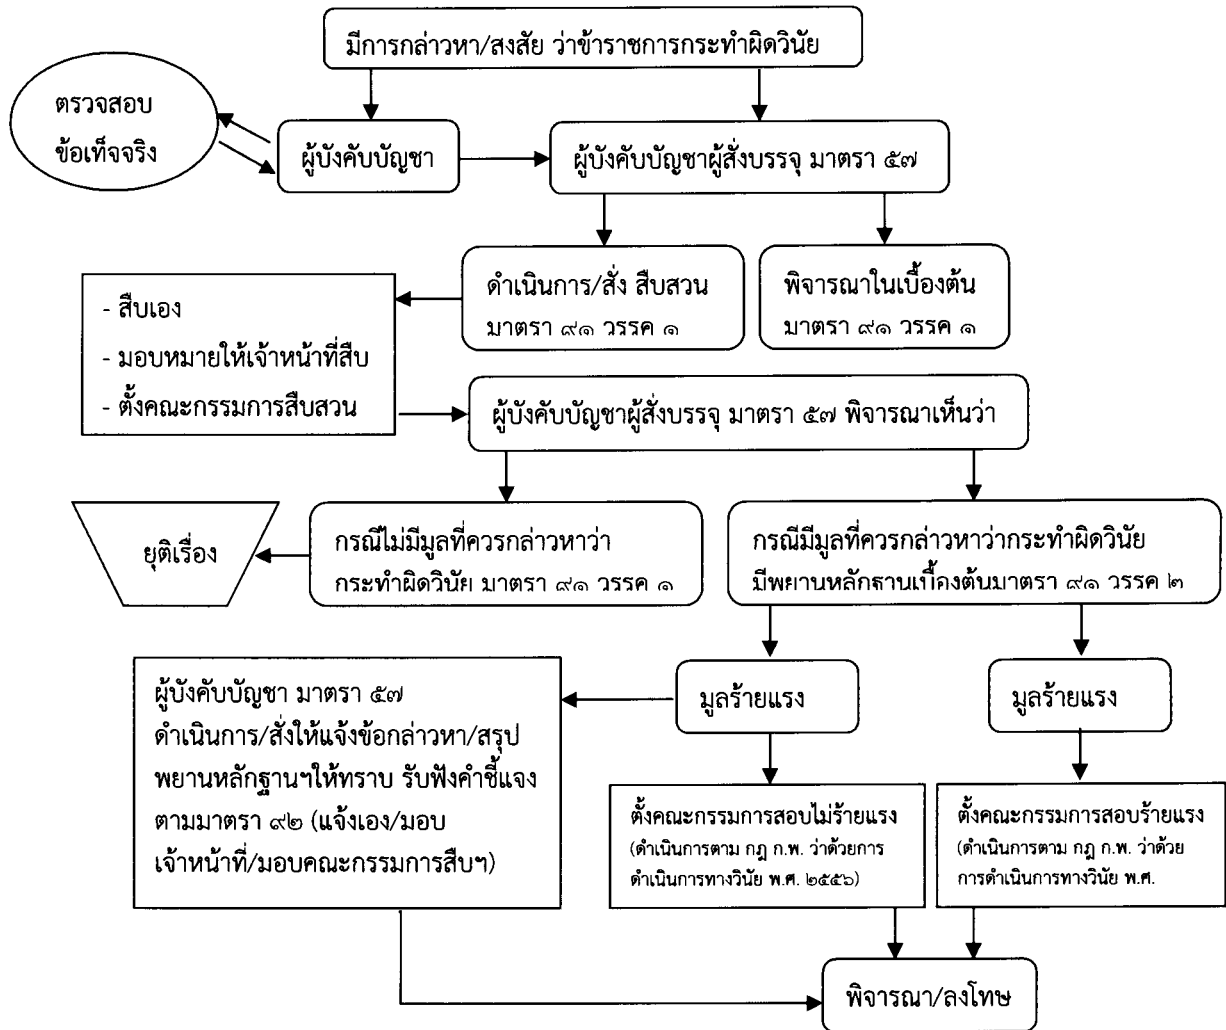 มีการกล่าวหา/สงสัย ว่าข้าราชการกระทำผิดวินัย
ตรวจสอบ
ข้อเท็จจริง
ผู้บังคับบัญชา
ผู้บังคับบัญชาผู้สั่งบรรจุ มาตรา ๕๗
ดำเนินการ/สั่ง สืบสวน
มาตรา ๙๑ วรรค ๑
พิจารณาในเบื้องต้น
มาตรา ๙๑ วรรค ๑
- สืบเอง
- มอบหมายให้เจ้าหน้าที่สืบ
- ตั้งคณะกรรมการสืบสวน
ผู้บังคับบัญชาผู้สั่งบรรจุ มาตรา ๕๗ พิจารณาเห็นว่า
ยุติเรื่อง
กรณีไม่มีมูลที่ควรกล่าวหาว่า
กระทำผิดวินัย มาตรา ๙๑ วรรค ๑
กรณีมีมูลที่ควรกล่าวหาว่ากระทำผิดวินัย
มีพยานหลักฐานเบื้องต้นมาตรา ๙๑ วรรค ๒
ผู้บังคับบัญชา มาตรา ๕๗
ดำเนินการ/สั่งให้แจ้งข้อกล่าวหา/สรุป
พยานหลักฐานฯให้ทราบ รับฟังคำชี้แจง
ตามมาตรา ๙๒ (แจ้งเอง/มอบ
เจ้าหน้าที่/มอบคณะกรรมการสืบฯ)
มูลร้ายแรง
มูลร้ายแรง
ตั้งคณะกรรมการสอบไม่ร้ายแรง
(ดำเนินการตาม กฎ ก.พ. ว่าด้วยการ
ดำเนินการทางวินัย พ.ศ. ๒๕๕๖)
ตั้งคณะกรรมการสอบร้ายแรง
(ดำเนินการตาม กฎ ก.พ. ว่าด้วย
การดำเนินการทางวินัย พ.ศ.
พิจารณา/ลงโทษ